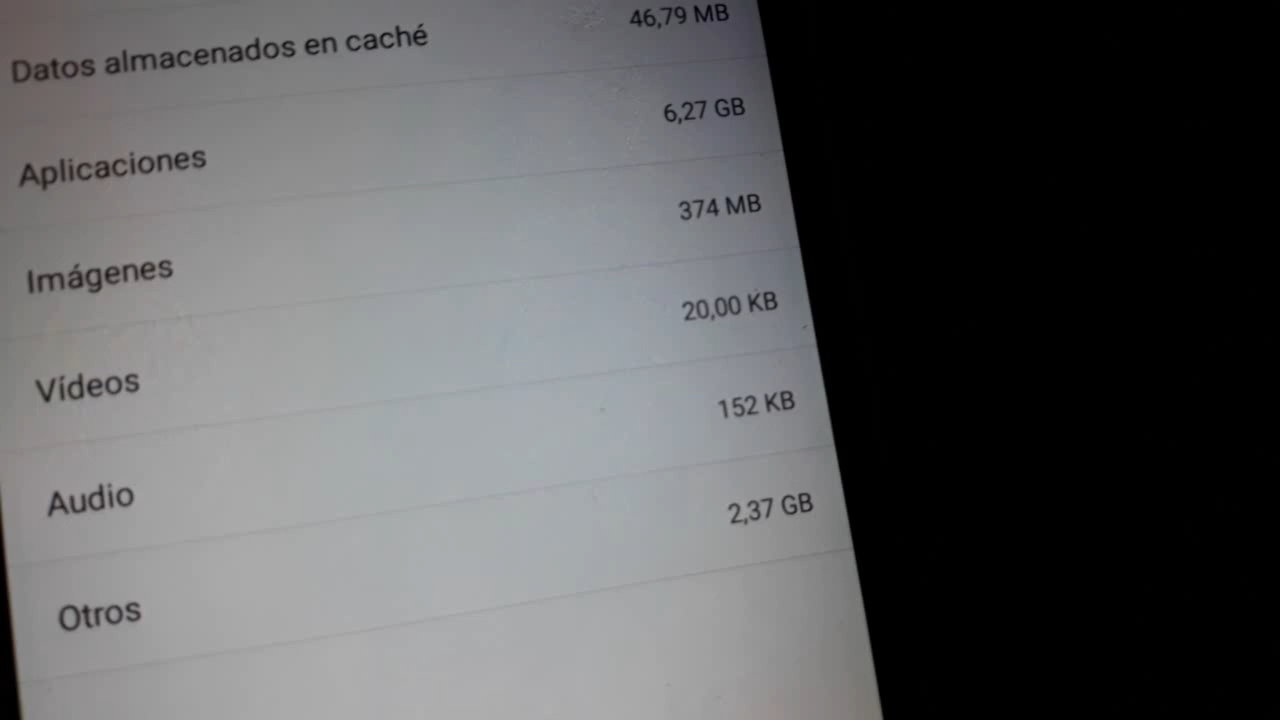 Datos almacenados en caché 46,79 MB
Aplicaciones 6,27 GB
Imágenes 374 MB
Vídeos 20,00 KB
Audio 152 KB
Otros 2,37 GB